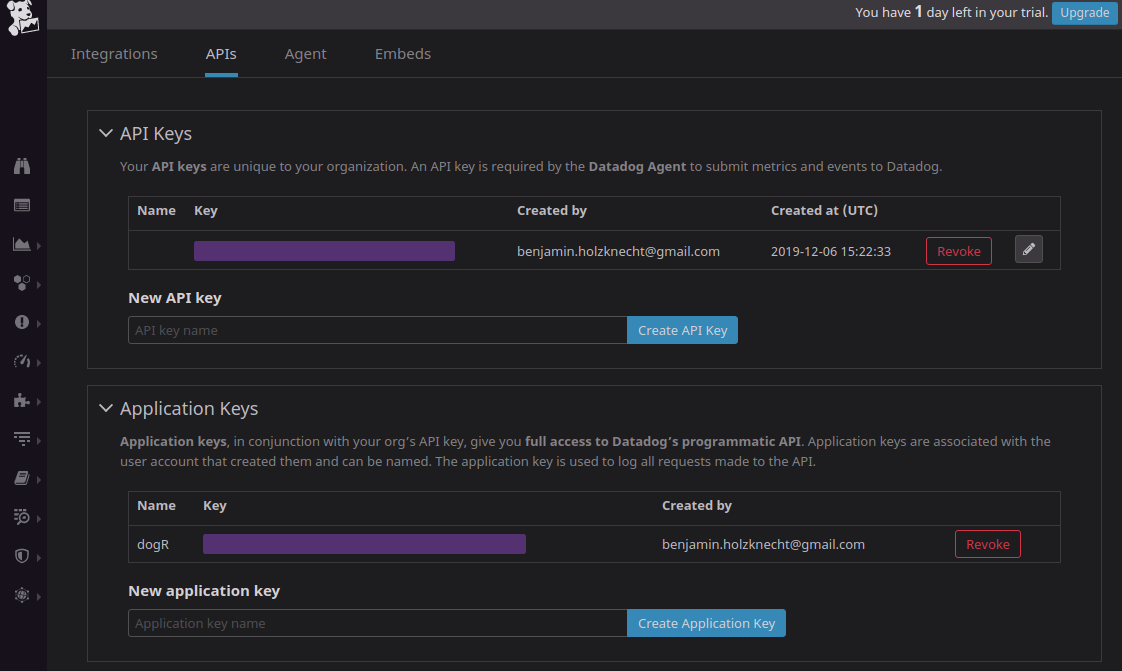 You have 1 day left in your trial. Upgrade
Integrations APIs Agent Embeds
API Keys
Your API keys are unique to your organization. An API key is required by the Datadog Agent to submit metrics and events to Datadog.
Name Key Created by Created at (UTC)
benjamin.holzknecht@gmail.com 2019-12-06 15:22:33 Revoke
New API key
API key name Create API Key
Application Keys
Application keys, in conjunction with your org's API key, give you full access to Datadog's programmatic API. Application keys are associated with the
user account that created them and can be named. The application key is used to log all requests made to the API.
Name Key Created by
dogR benjamin.holzknecht@gmail.com Revoke
New application key
Application key name Create Application Key